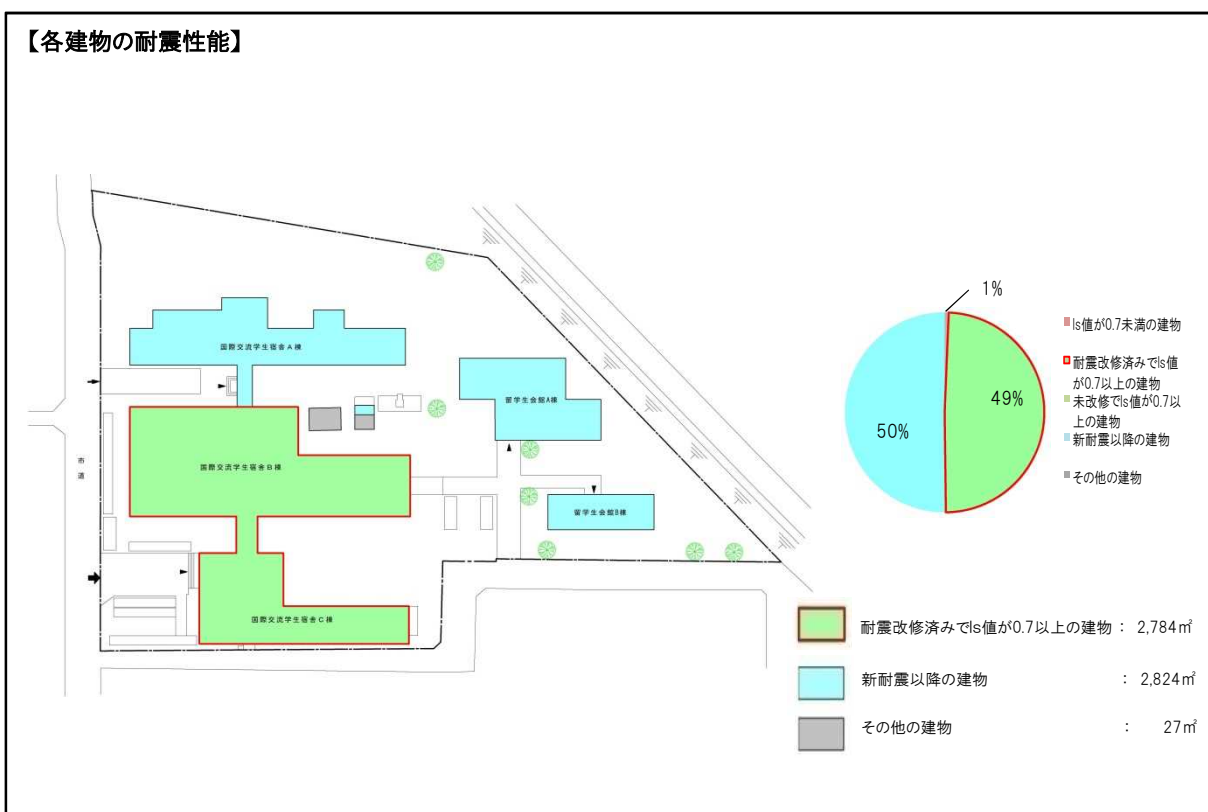 【各建物の耐震性能】
国際交流学生宿舎A棟
留学生会館A棟
市道
国際交流学生宿舎B棟
留学生会館B棟
国際交流学生宿舎C棟
1%
49%
50%
Is値が0.7未満の建物
耐震改修済みでIs値
が0.7以上の建物
未改修でIs値が0.7以
上の建物
新耐震以降の建物
その他の建物
耐震改修済みでIs値が0.7以上の建物 : 2,784㎡
新耐震以降の建物 : 2,824㎡
その他の建物 : 27㎡